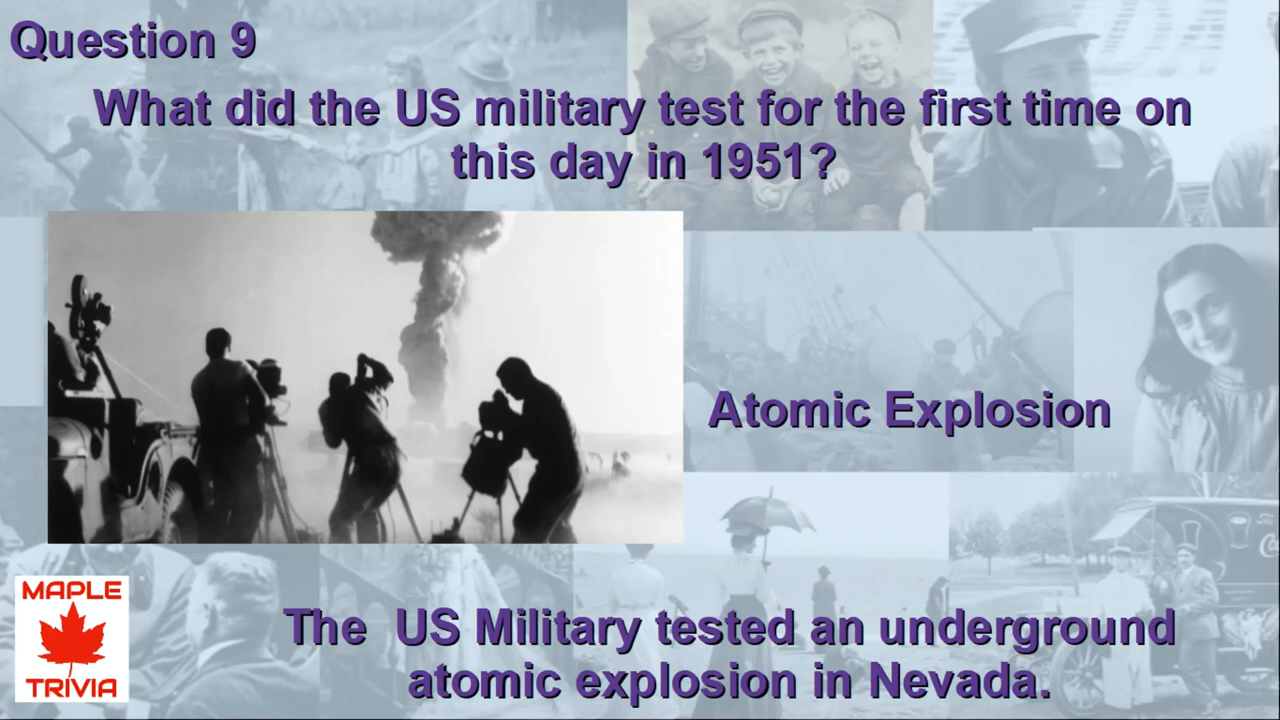 Question 9
What did the US military test for the first time on
this day in 1951?
Atomic Explosion
MAPLE
TRIVIA
The US Military tested an underground
atomic explosion in Nevada.